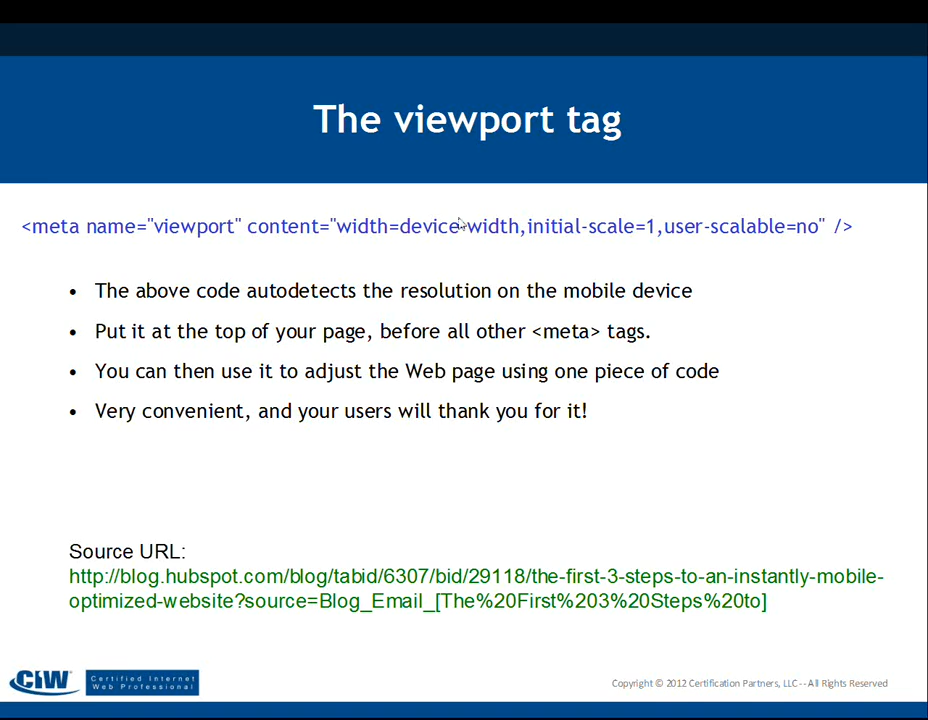 The viewport tag
<meta name="viewport" content="width=device-width,initial-scale=1,user-scalable=no" />
• The above code autodetects the resolution on the mobile device
• Put it at the top of your page, before all other <meta> tags.
• You can then use it to adjust the Web page using one piece of code
• Very convenient, and your users will thank you for it!
Source URL:
http://blog.hubspot.com/blog/tabid/6307/bid/29118/the-first-3-steps-to-an-instantly-mobile-
optimized-website?source=Blog_Email_[The%20First%203%20Steps%20to]
CIW Certified Internet
Web Professional
Copyright © 2012 Certification Partners, LLC -- All Rights Reserved